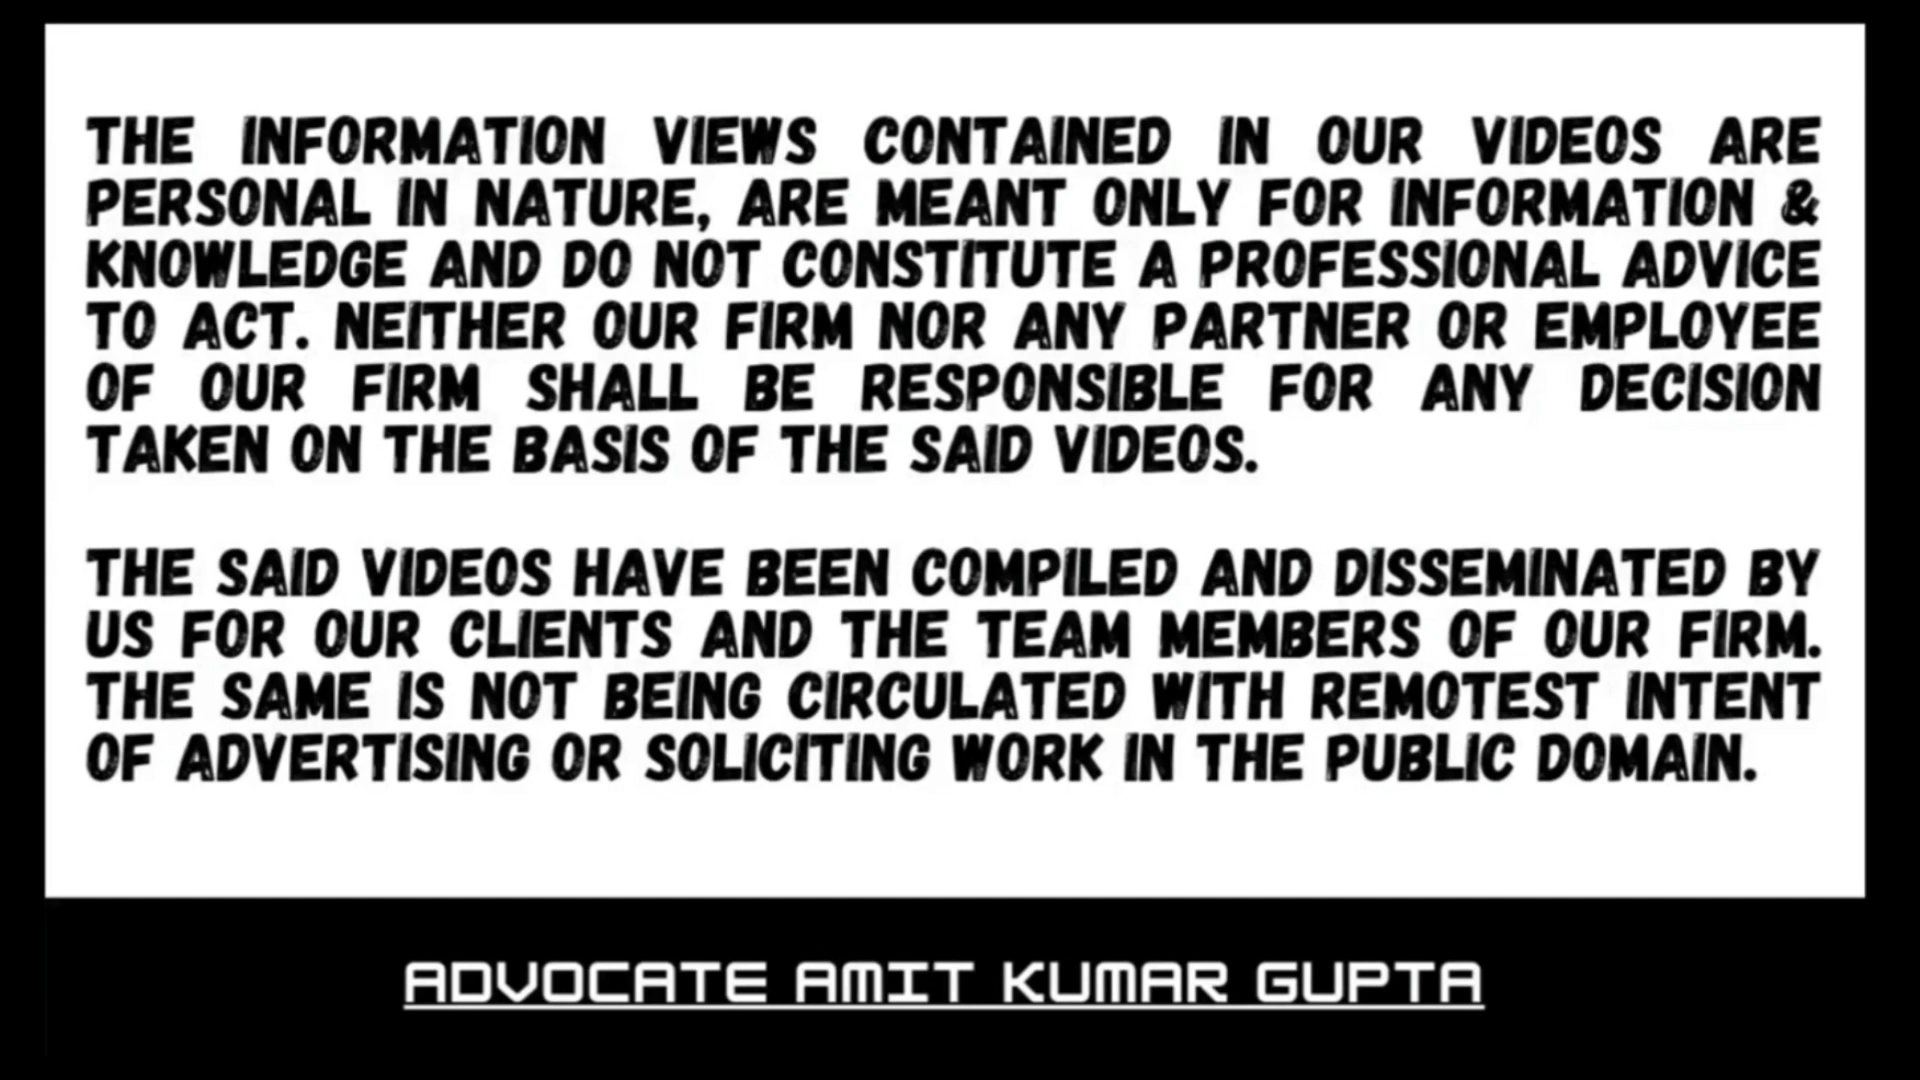 THE INFORMATION VIEWS CONTAINED IN OUR VIDEOS ARE
PERSONAL IN NATURE, ARE MEANT ONLY FOR INFORMATION &
KNOWLEDGE AND DO NOT CONSTITUTE A PROFESSIONAL ADVICE
TO ACT. NEITHER OUR FIRM NOR ANY PARTNER OR EMPLOYEE
OF OUR FIRM SHALL BE RESPONSIBLE FOR ANY DECISION
TAKEN ON THE BASIS OF THE SAID VIDEOS.
THE SAID VIDEOS HAVE BEEN COMPILED AND DISSEMINATED BY
US FOR OUR CLIENTS AND THE TEAM MEMBERS OF OUR FIRM.
THE SAME IS NOT BEING CIRCULATED WITH REMOTEST INTENT
OF ADVERTISING OR SOLICITING WORK IN THE PUBLIC DOMAIN.
ADVOCATE AMIT KUMAR GUPTA